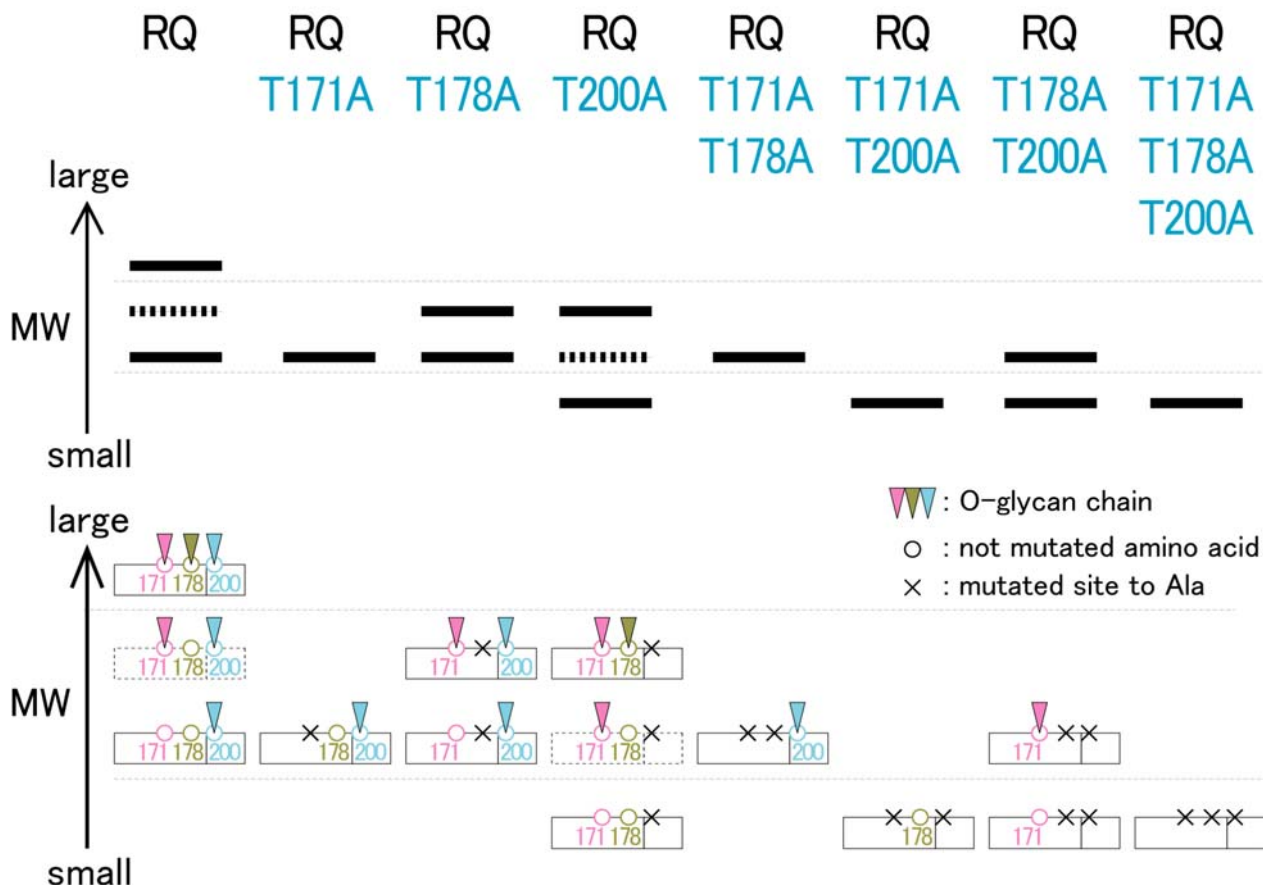 RQ RQ RQ RQ RQ RQ RQ RQ
T171A T178A T200A T171A T171A T178A T171A
T178A T200A T200A T178A
T200A
large
MW
small
O-glycan chain
: not mutated amino acid
: mutated site to Ala
large
171 178 200
171 178 200 171 200 171 178
MW
171 178 200 178 200 171 200 171 178 200 171
171 178 178 171
small